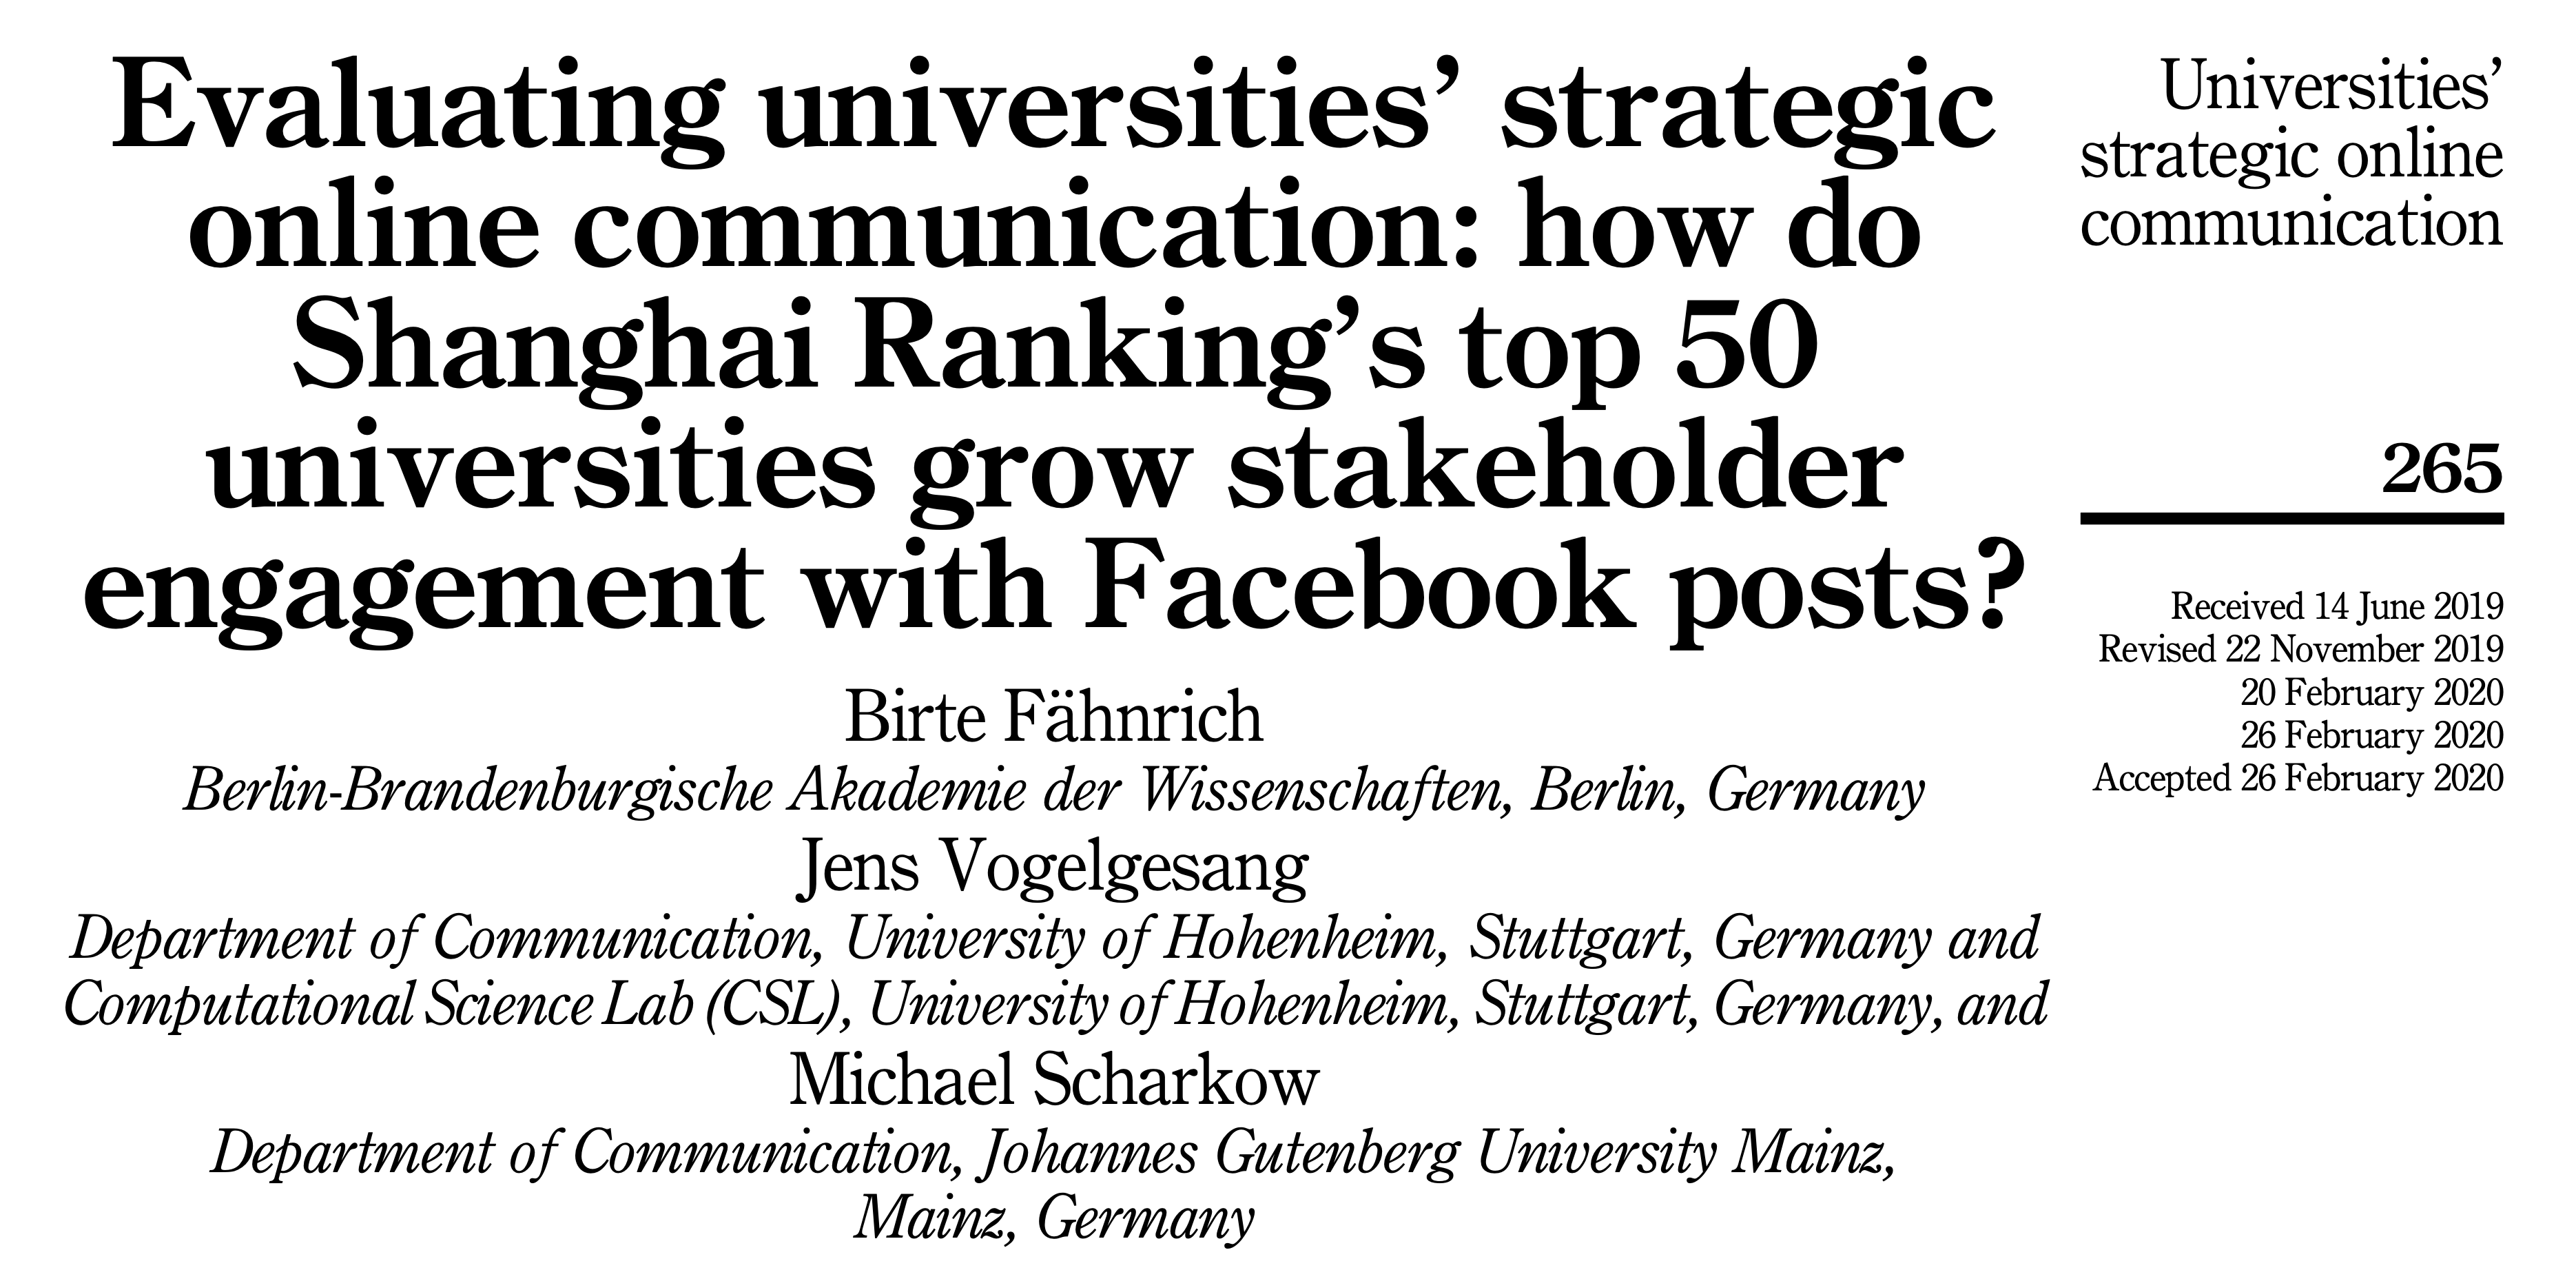 Evaluating universities’ strategic
online communication: how do
Shanghai Ranking’s top 50
universities grow stakeholder
engagement with Facebook posts?
Birte Fähnrich
Berlin-Brandenburgische Akademie der Wissenschaften, Berlin, Germany
Jens Vogelgesang
Department of Communication, University of Hohenheim, Stuttgart, Germany and
Computational Science Lab (CSL), University of Hohenheim, Stuttgart, Germany, and
Michael Scharkow
Department of Communication, Johannes Gutenberg University Mainz,
Mainz, Germany
Universities’
strategic online
communication
265
Received 14 June 2019
Revised 22 November 2019
20 February 2020
26 February 2020
Accepted 26 February 2020